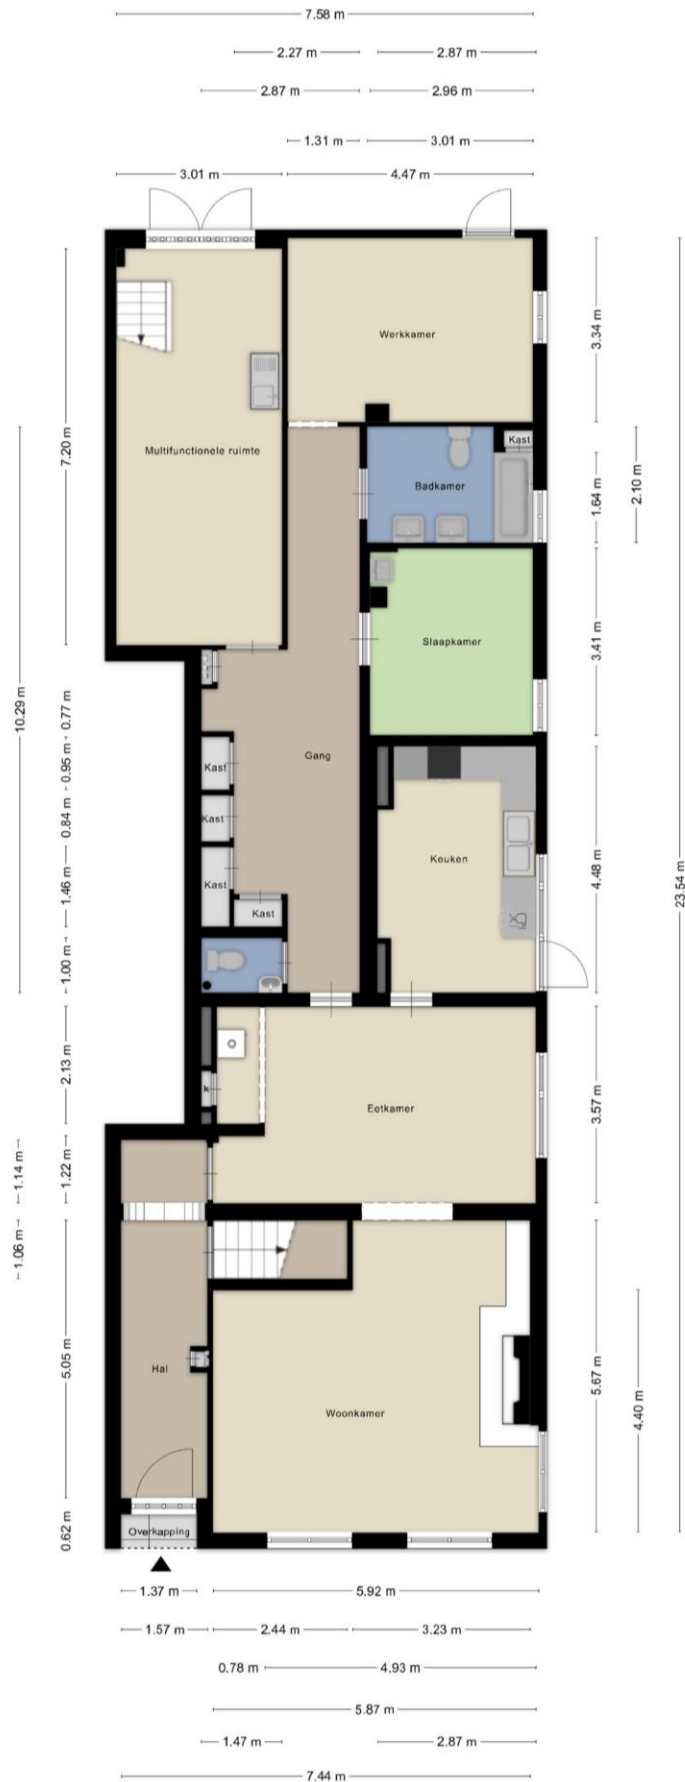 7.58 m
2.27 m
2.87 m
2.87 m
2.96 m
1.31 m
3.01 m
3.01 m
4.47 m
Werkkamer
3.34 m
Multifunctionele ruimte
7.20 m
Kast
Badkamer
1.64 m
2.10 m
Slaapkamer
3.41 m
10.29 m
0.77 m
Gang
Kast
0.95 m
Kast
0.84 m
Keuken
4.48 m
Kast
1.46 m
Kast
23.54 m
1.00 m
2.13 m
K
Eetkamer
3.57 m
1.14 m
1.22 m
1.06 m
5.05 m
Hal
5.67 m
Woonkamer
4.40 m
0.62 m
Overkapping
1.37 m
5.92 m
1.57 m
2.44 m
3.23 m
0.78 m
4.93 m
5.87 m
1.47 m
2.87 m
7.44 m